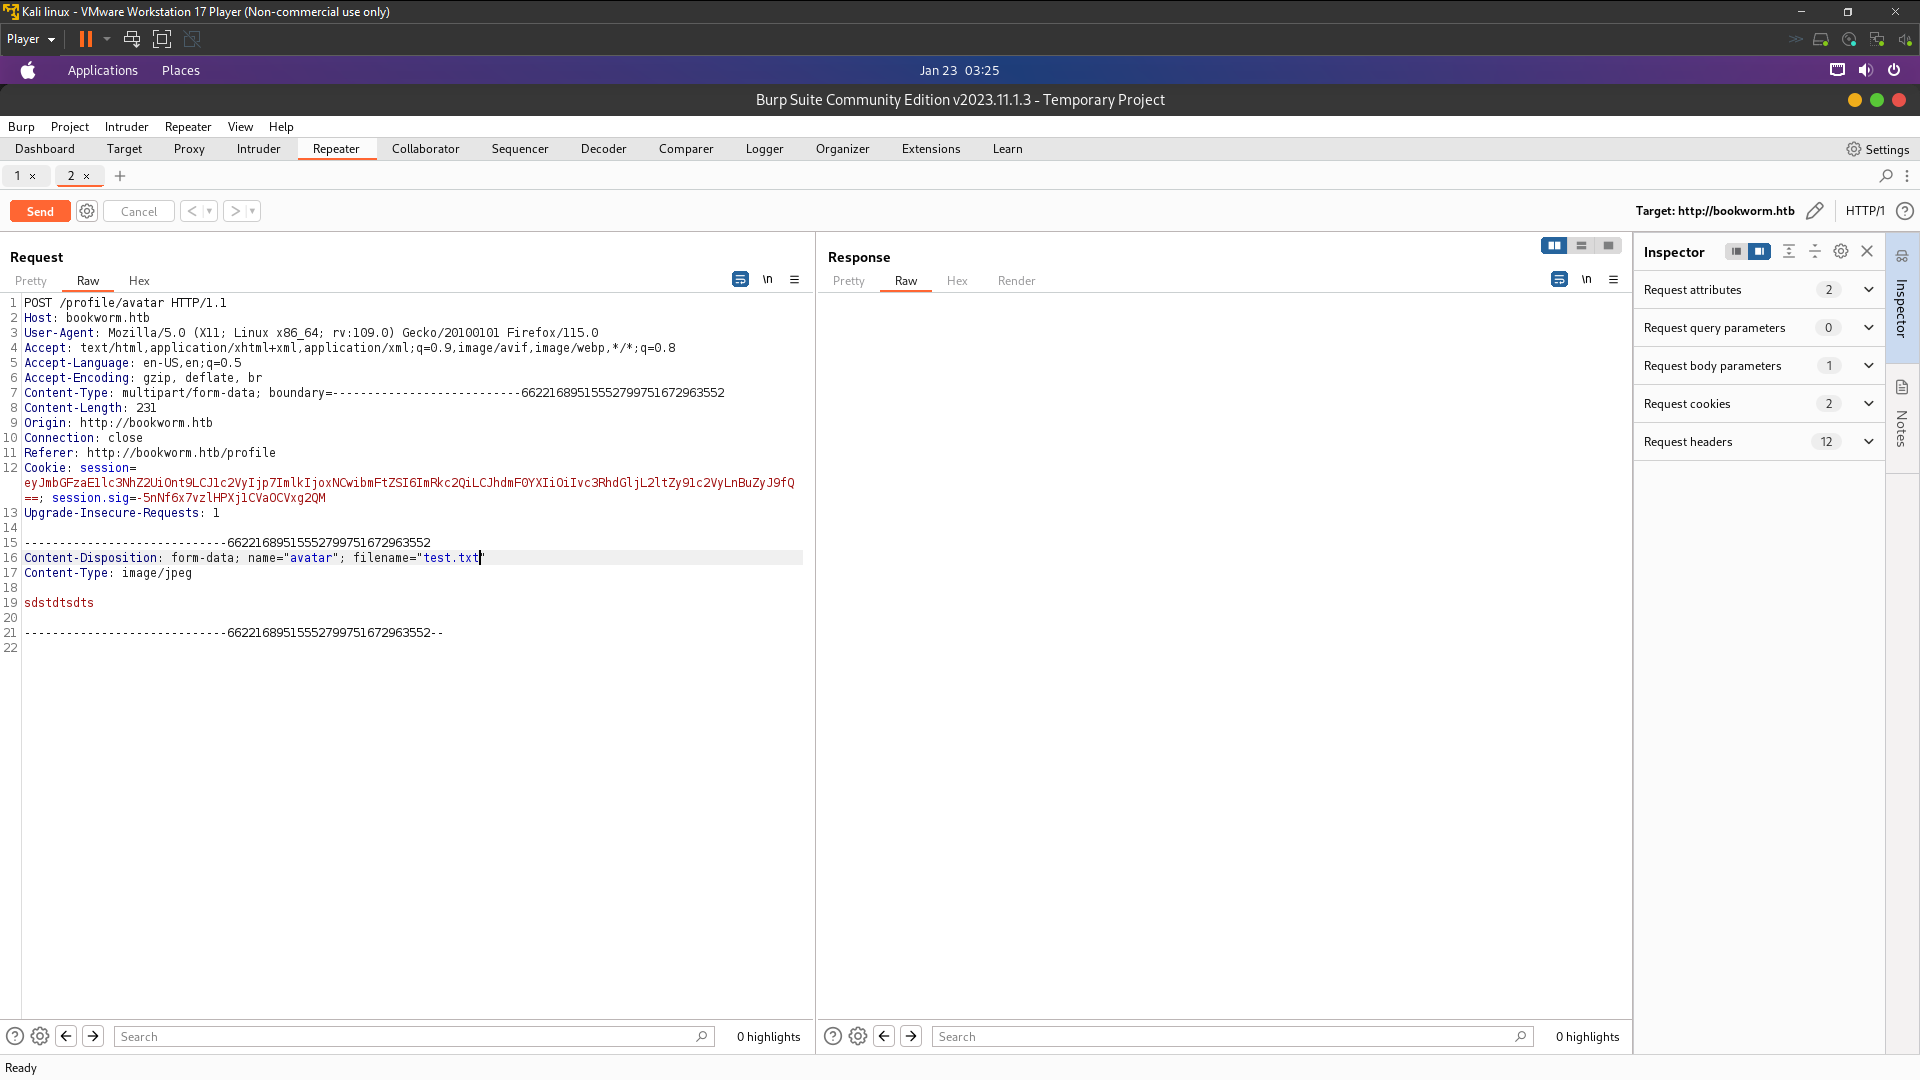 Kali linux - VMware Workstation 17 Player (Non-commercial use only)
Player
Applications Places Jan 23 03:25
Burp Suite Community Edition v2023.11.1.3 - Temporary Project
Burp Project Intruder Repeater View Help
Dashboard Target Proxy Intruder Repeater Collaborator Sequencer Decoder Comparer Logger Organizer Extensions Learn Settings
1 × 2 × +
Send Cancel < > Target: http://bookworm.htb HTTP/1 ?
Request
Pretty Raw Hex \n
1 POST /profile/avatar HTTP/1.1
2 Host: bookworm.htb
3 User-Agent: Mozilla/5.0 (X11; Linux x86_64; rv:109.0) Gecko/20100101 Firefox/115.0
4 Accept: text/html,application/xhtml+xml,application/xml;q=0.9,image/avif,image/webp,*/*;q=0.8
5 Accept-Language: en-US,en;q=0.5
6 Accept-Encoding: gzip, deflate, br
7 Content-Type: multipart/form-data; boundary=---------------------------662216895155527997516729​63552
8 Content-Length: 231
9 Origin: http://bookworm.htb
10 Connection: close
11 Referer: http://bookworm.htb/profile
12 Cookie: session=
eyJmbGFzaE1lc3NhZ2UiOnt9LCJ1c2VyIjp7ImlkIjoxNCwibmFtZSI6ImRkc2QiLCJhdmF0YXIiOiIvc3RhdGljL2ltZy91c2VyLnBuZyJ9fQ
==; session.sig=-5nNf6x7vzlHPXj1CVaOCVxg2QM
13 Upgrade-Insecure-Requests: 1
14
15 -----------------------------66221689515552799751672963552
16 Content-Disposition: form-data; name="avatar"; filename="test.txt"
17 Content-Type: image/jpeg
18
19 sdstdtsdts
20
21 -----------------------------66221689515552799751672963552--
22
? Search 0 highlights
Response
Pretty Raw Hex Render \n
? Search 0 highlights
Inspector
Request attributes 2
Request query parameters 0
Request body parameters 1
Request cookies 2
Request headers 12
Inspector
Notes
Ready